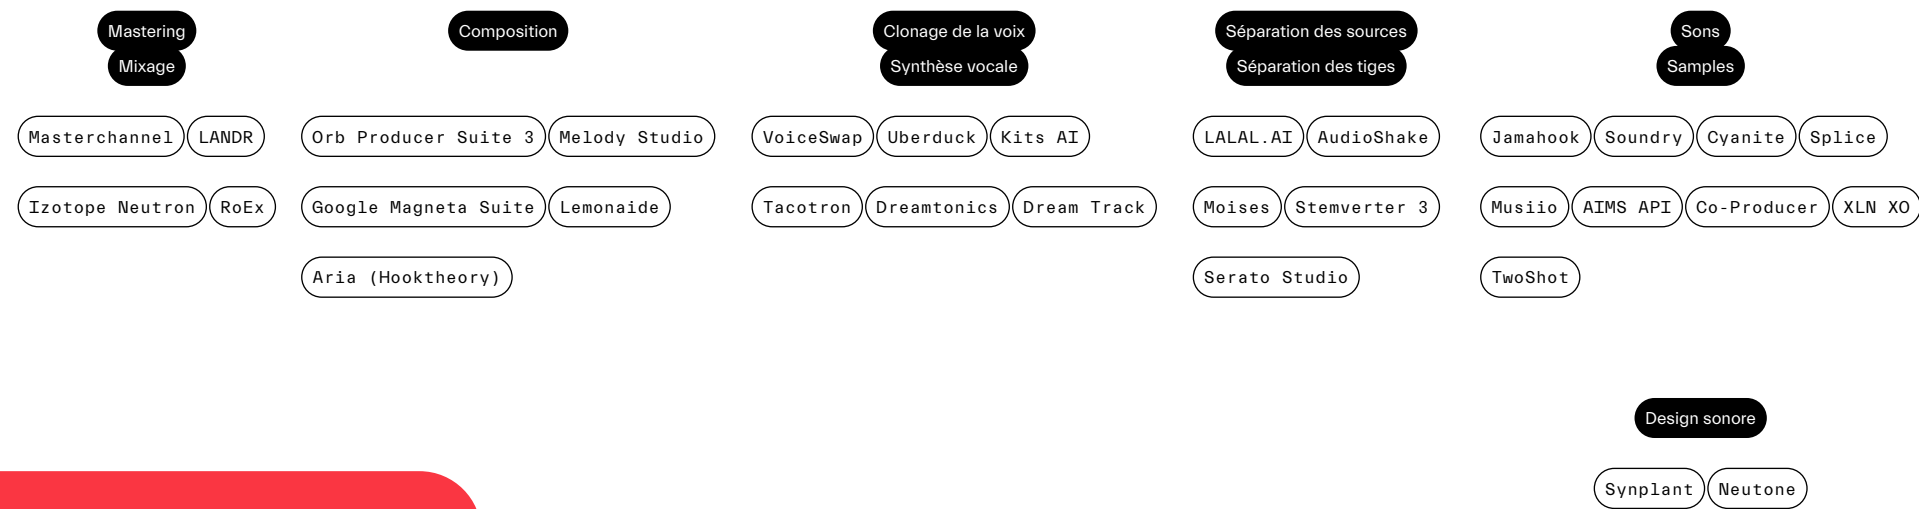 Mastering
Mixage
Masterchannel LANDR
Izotope Neutron RoEx
Composition
Orb Producer Suite 3 Melody Studio
Google Magneta Suite Lemonaide
Aria (Hooktheory)
Clonage de la voix
Synthèse vocale
VoiceSwap Uberduck Kits AI
Tacotron Dreamtonics Dream Track
Séparation des sources
Séparation des tiges
LALAL.AI AudioShake
Moises Stemverter 3
Serato Studio
Sons
Samples
Jamahook Soundry Cyanite Splice
Musiio AIMS API Co-Producer XLN XO
TwoShot
Design sonore
Synplant Neutone